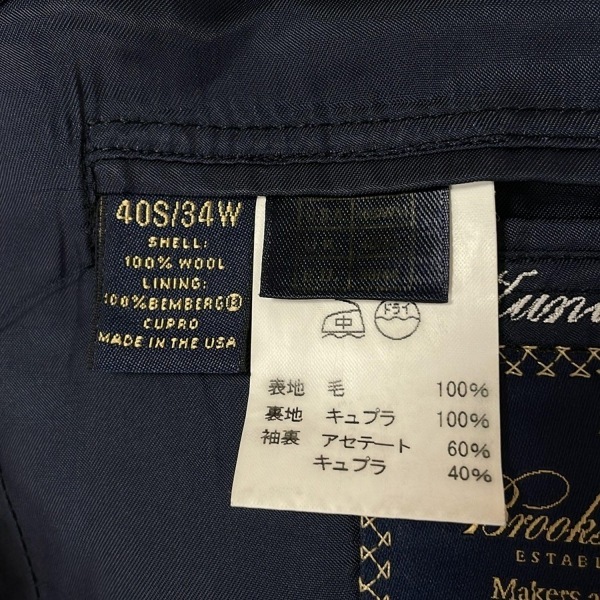 40S/34W
SHELL:
100% WOOL
LINING:
100%BEMBERG®
CUPRO
MADE IN THE USA
中
ドライ
表地 毛 100%
裏地 キュプラ 100%
袖裏 アセテート 60%
キュプラ 40%
Brooks
ESTABL
Makers a